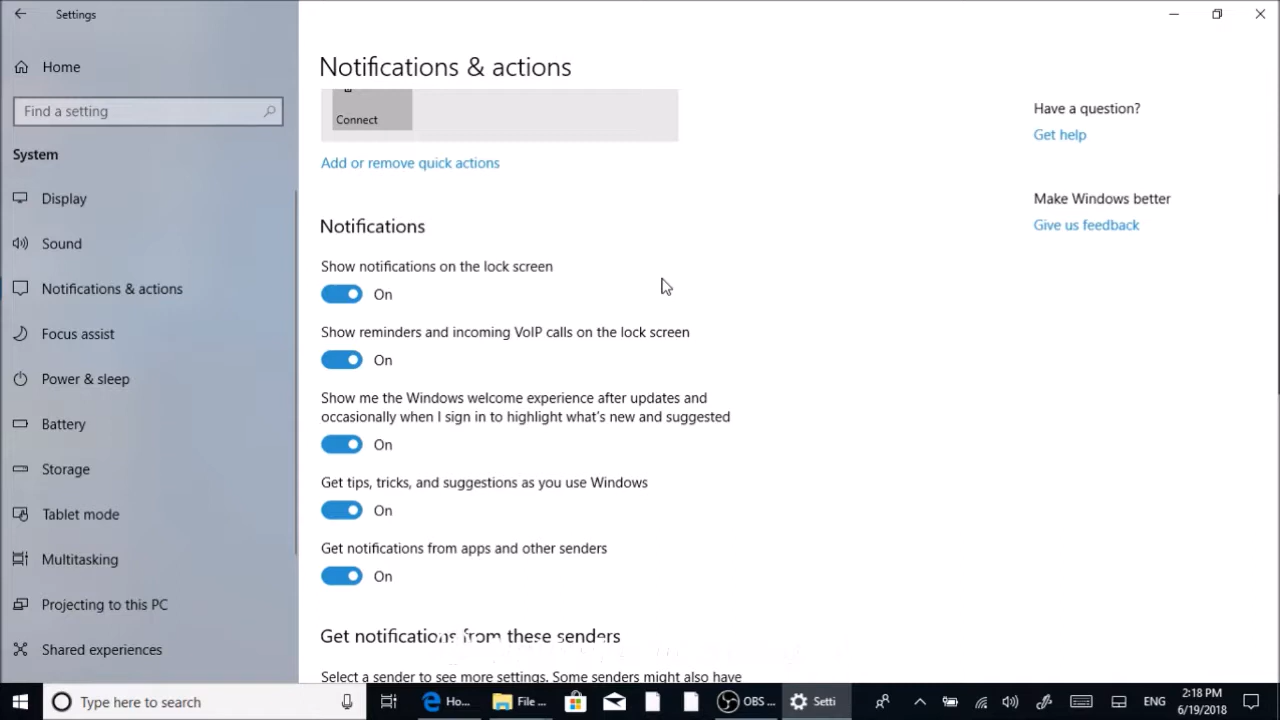 Settings
Home
Find a setting
System
Display
Sound
Notifications & actions
Focus assist
Power & sleep
Battery
Storage
Tablet mode
Multitasking
Projecting to this PC
Shared experiences
Notifications & actions
Connect
Add or remove quick actions
Notifications
Show notifications on the lock screen
On
Show reminders and incoming VoIP calls on the lock screen
On
Show me the Windows welcome experience after updates and
occasionally when I sign in to highlight what's new and suggested
On
Get tips, tricks, and suggestions as you use Windows
On
Get notifications from apps and other senders
On
Get notifications from these senders
Select a sender to see more settings. Some senders might also have
Have a question?
Get help
Make Windows better
Give us feedback
Type here to search
Ho...
File ...
OBS ...
Setti
ENG
2:18 PM
6/19/2018